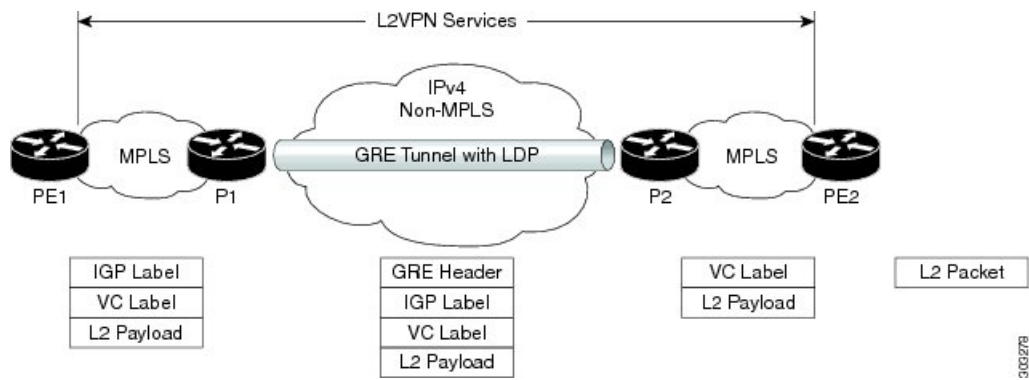 L2VPN Services
IPv4
Non-MPLS
MPLS
GRE Tunnel with LDP
MPLS
PE1
P1
P2
PE2
IGP Label
VC Label
L2 Payload
GRE Header
IGP Label
VC Label
L2 Payload
VC Label
L2 Payload
L2 Packet
303279